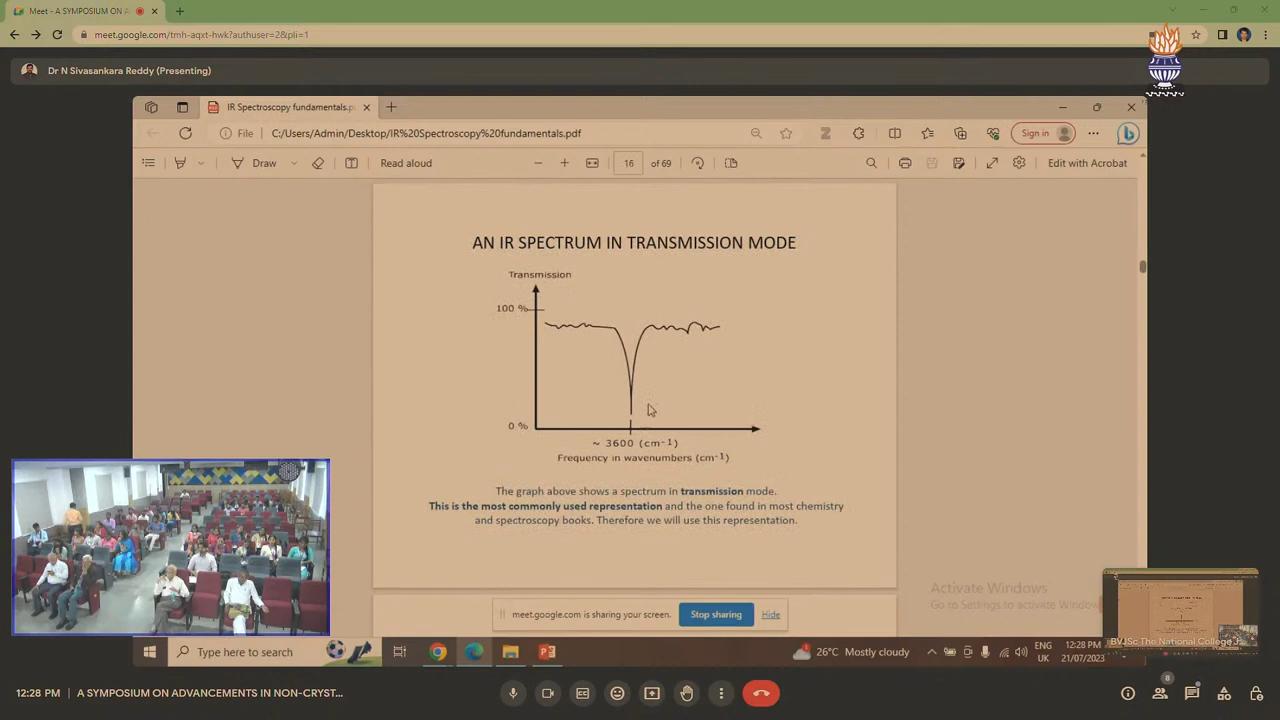 Meet - A SYMPOSIUM ON A
meet.google.com/tmh-aqxt-hwk?authuser=2&pli=1
Dr N Sivasankara Reddy (Presenting)
IR Spectroscopy fundamentals.p
File C:/Users/Admin/Desktop/IR%20Spectroscopy%20fundamentals.pdf
Sign in
Draw Read aloud 16 of 69 Edit with Acrobat
AN IR SPECTRUM IN TRANSMISSION MODE
Transmission
100 %
0 %
~ 3600 (cm-1)
Frequency in wavenumbers (cm-1)
The graph above shows a spectrum in transmission mode.
This is the most commonly used representation and the one found in most chemistry
and spectroscopy books. Therefore we will use this representation.
Activate Windows
Go to Settings to activate Window
meet.google.com is sharing your screen. Stop sharing Hide
BVJSc The National College J
Type here to search
26°C Mostly cloudy
ENG
UK
12:28 PM
21/07/2023
12:28 PM | A SYMPOSIUM ON ADVANCEMENTS IN NON-CRYST...
8